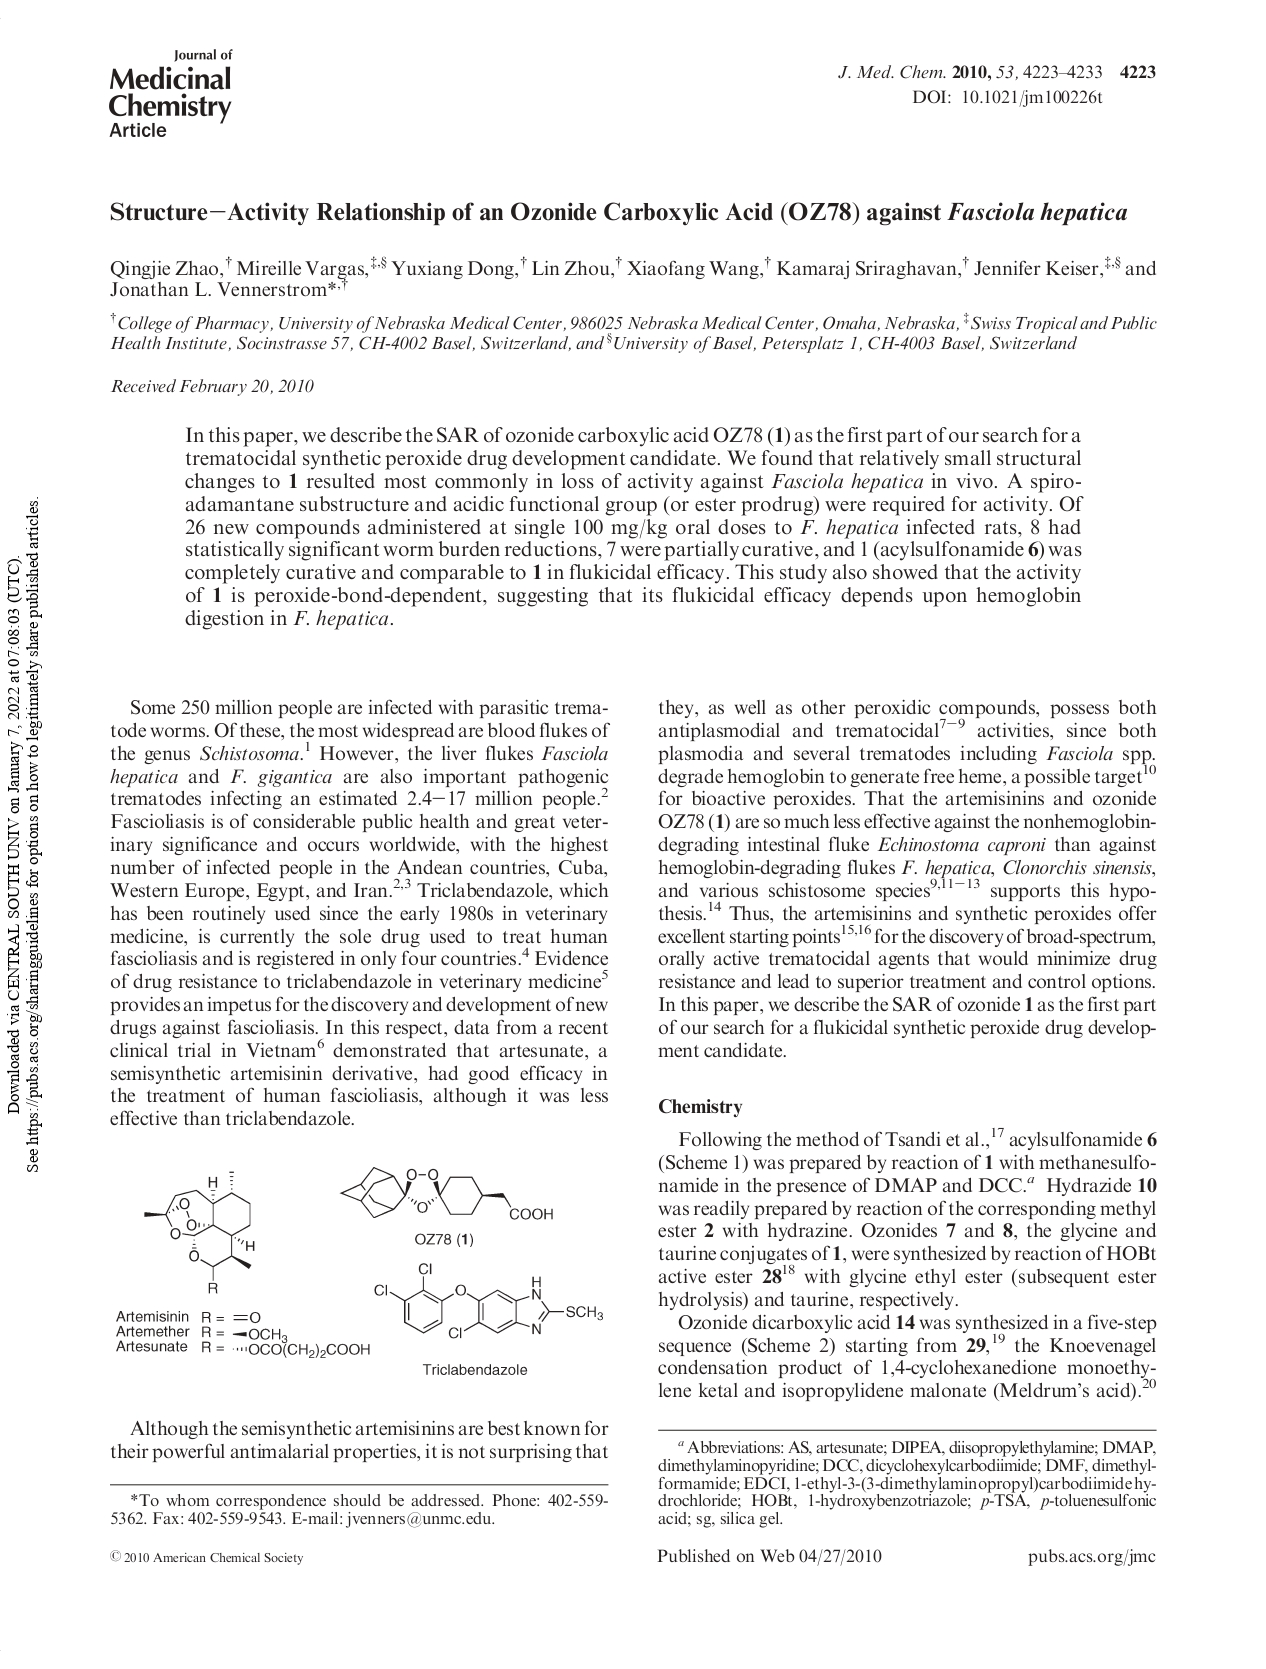 Journal of
Medicinal
Chemistry
Article
J. Med. Chem. 2010, 53, 4223–4233 4223
DOI: 10.1021/jm100226t
Structure−Activity Relationship of an Ozonide Carboxylic Acid (OZ78) against Fasciola hepatica
Qingjie Zhao,† Mireille Vargas,‡,§ Yuxiang Dong,† Lin Zhou,† Xiaofang Wang,† Kamaraj Sriraghavan,† Jennifer Keiser,‡,§ and
Jonathan L. Vennerstrom*,†
†College of Pharmacy, University of Nebraska Medical Center, 986025 Nebraska Medical Center, Omaha, Nebraska, ‡Swiss Tropical and Public
Health Institute, Socinstrasse 57, CH-4002 Basel, Switzerland, and §University of Basel, Petersplatz 1, CH-4003 Basel, Switzerland
Received February 20, 2010
In this paper, we describe the SAR of ozonide carboxylic acid OZ78 (1) as the first part of our search for a
trematocidal synthetic peroxide drug development candidate. We found that relatively small structural
changes to 1 resulted most commonly in loss of activity against Fasciola hepatica in vivo. A spiro-
adamantane substructure and acidic functional group (or ester prodrug) were required for activity. Of
26 new compounds administered at single 100 mg/kg oral doses to F. hepatica infected rats, 8 had
statistically significant worm burden reductions, 7 were partially curative, and 1 (acylsulfonamide 6) was
completely curative and comparable to 1 in flukicidal efficacy. This study also showed that the activity
of 1 is peroxide-bond-dependent, suggesting that its flukicidal efficacy depends upon hemoglobin
digestion in F. hepatica.
Some 250 million people are infected with parasitic trema-
tode worms. Of these, the most widespread are blood flukes of
the genus Schistosoma.1 However, the liver flukes Fasciola
hepatica and F. gigantica are also important pathogenic
trematodes infecting an estimated 2.4−17 million people.2
Fascioliasis is of considerable public health and great veter-
inary significance and occurs worldwide, with the highest
number of infected people in the Andean countries, Cuba,
Western Europe, Egypt, and Iran.2,3 Triclabendazole, which
has been routinely used since the early 1980s in veterinary
medicine, is currently the sole drug used to treat human
fascioliasis and is registered in only four countries.4 Evidence
of drug resistance to triclabendazole in veterinary medicine5
provides an impetus for the discovery and development of new
drugs against fascioliasis. In this respect, data from a recent
clinical trial in Vietnam6 demonstrated that artesunate, a
semisynthetic artemisinin derivative, had good efficacy in
the treatment of human fascioliasis, although it was less
effective than triclabendazole.
H
O
O
O
O
H
R
Artemisinin R = =O
Artemether R = OCH3
Artesunate R = OCO(CH2)2COOH
O-O
O
COOH
OZ78 (1)
Cl
Cl
O
Cl
H
N
N
SCH3
Triclabendazole
Although the semisynthetic artemisinins are best known for
their powerful antimalarial properties, it is not surprising that
*To whom correspondence should be addressed. Phone: 402-559-
5362. Fax: 402-559-9543. E-mail: jvenners@unmc.edu.
they, as well as other peroxidic compounds, possess both
antiplasmodial and trematocidal7−9 activities, since both
plasmodia and several trematodes including Fasciola spp.
degrade hemoglobin to generate free heme, a possible target10
for bioactive peroxides. That the artemisinins and ozonide
OZ78 (1) are so much less effective against the nonhemoglobin-
degrading intestinal fluke Echinostoma caproni than against
hemoglobin-degrading flukes F. hepatica, Clonorchis sinensis,
and various schistosome species9,11−13 supports this hypo-
thesis.14 Thus, the artemisinins and synthetic peroxides offer
excellent starting points15,16 for the discovery of broad-spectrum,
orally active trematocidal agents that would minimize drug
resistance and lead to superior treatment and control options.
In this paper, we describe the SAR of ozonide 1 as the first part
of our search for a flukicidal synthetic peroxide drug develop-
ment candidate.
Chemistry
Following the method of Tsandi et al.,17 acylsulfonamide 6
(Scheme 1) was prepared by reaction of 1 with methanesulfo-
namide in the presence of DMAP and DCC.a Hydrazide 10
was readily prepared by reaction of the corresponding methyl
ester 2 with hydrazine. Ozonides 7 and 8, the glycine and
taurine conjugates of 1, were synthesized by reaction of HOBt
active ester 2818 with glycine ethyl ester (subsequent ester
hydrolysis) and taurine, respectively.
Ozonide dicarboxylic acid 14 was synthesized in a five-step
sequence (Scheme 2) starting from 29,19 the Knoevenagel
condensation product of 1,4-cyclohexanedione monoethy-
lene ketal and isopropylidene malonate (Meldrum's acid).20
a Abbreviations: AS, artesunate; DIPEA, diisopropylethylamine; DMAP,
dimethylaminopyridine; DCC, dicyclohexylcarbodiimide; DMF, dimethyl-
formamide; EDCI, 1-ethyl-3-(3-dimethylaminopropyl)carbodiimide hy-
drochloride; HOBt, 1-hydroxybenzotriazole; p-TSA, p-toluenesulfonic
acid; sg, silica gel.
© 2010 American Chemical Society
Published on Web 04/27/2010
pubs.acs.org/jmc
Downloaded via CENTRAL SOUTH UNIV on January 7, 2022 at 07:08:03 (UTC).
See https://pubs.acs.org/sharingguidelines for options on how to legitimately share published articles.